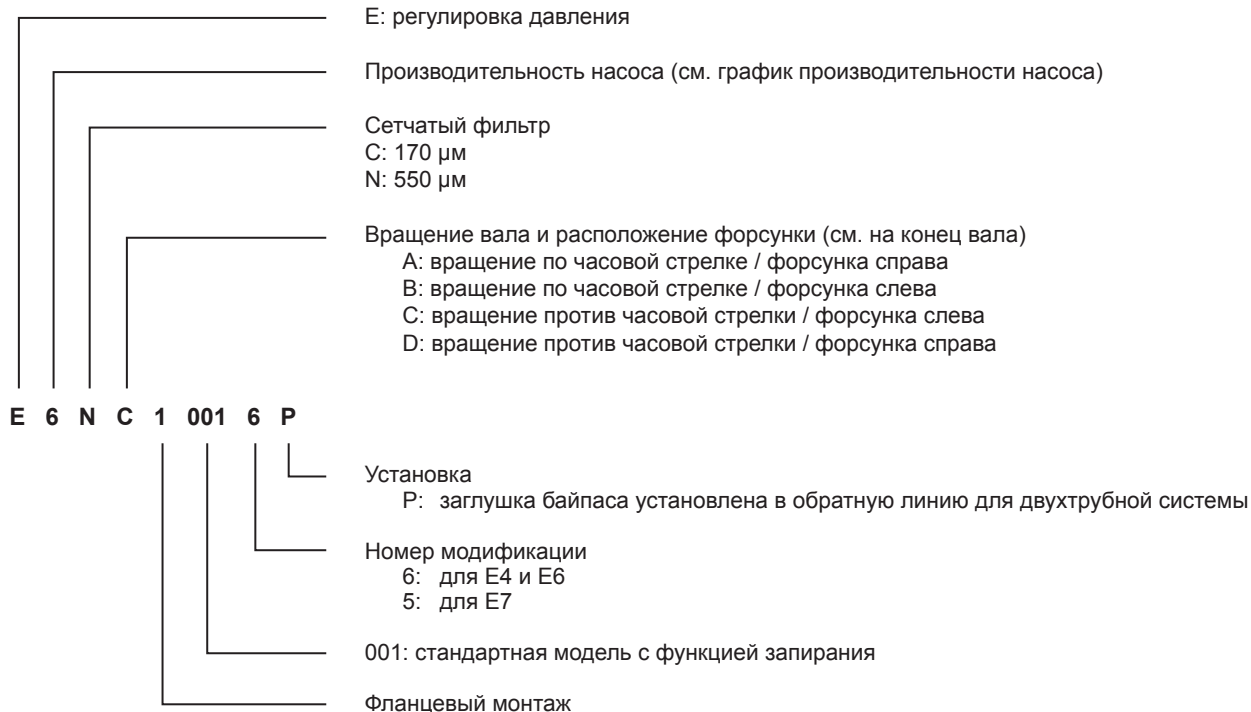 E: регулировка давления
Производительность насоса (см. график производительности насоса)
Сетчатый фильтр
C: 170 μм
N: 550 μм
Вращение вала и расположение форсунки (см. на конец вала)
A: вращение по часовой стрелке / форсунка справа
B: вращение по часовой стрелке / форсунка слева
C: вращение против часовой стрелки / форсунка слева
D: вращение против часовой стрелки / форсунка справа
E 6 N C 1 001 6 P
Установка
P: заглушка байпаса установлена в обратную линию для двухтрубной системы
Номер модификации
6: для E4 и E6
5: для E7
001: стандартная модель с функцией запирания
Фланцевый монтаж